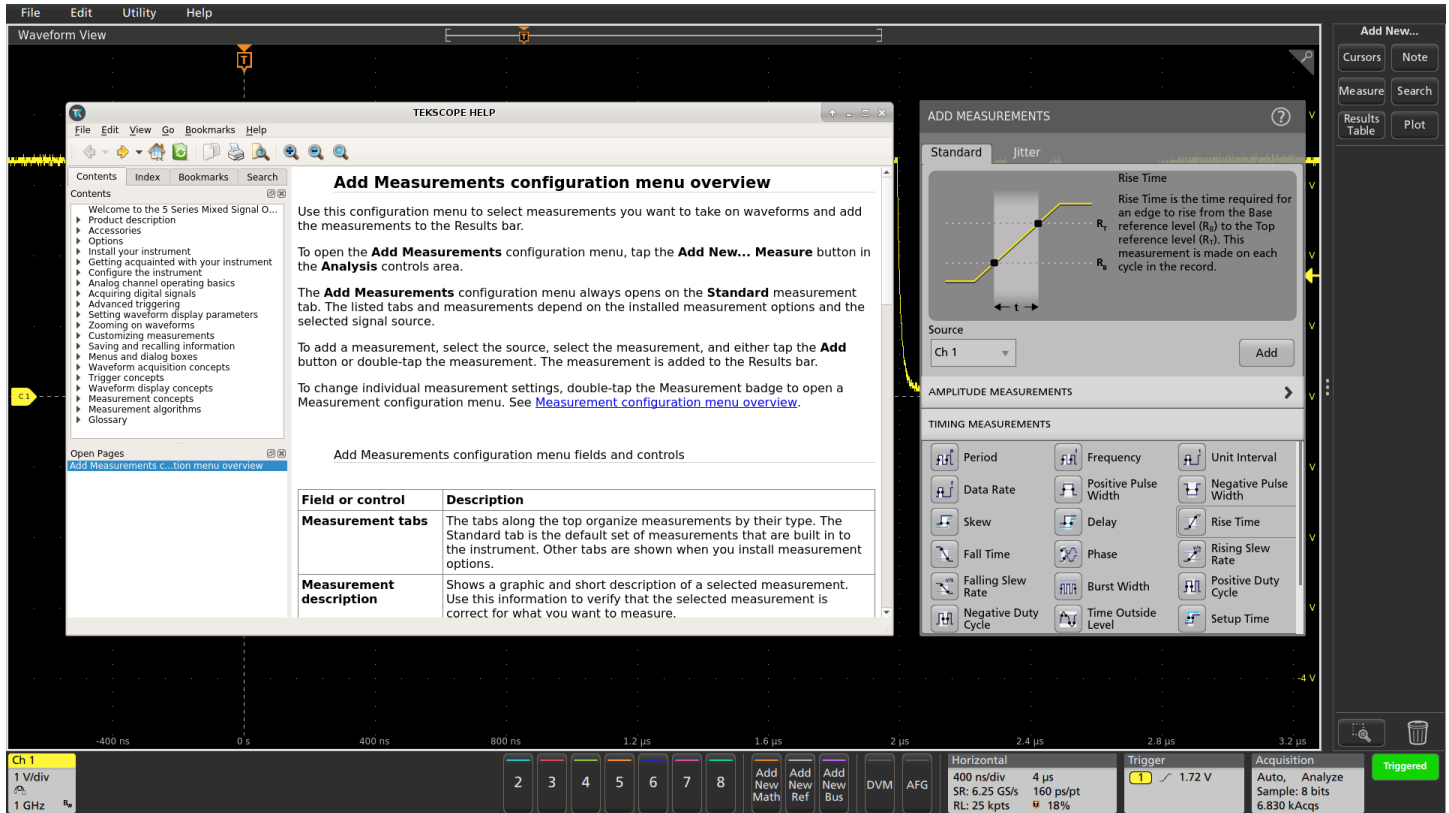 File Edit Utility Help
Waveform View
T
T
TEKSCOPE HELP
File Edit View Go Bookmarks Help
Contents Index Bookmarks Search
Contents
Welcome to the 5 Series Mixed Signal O...
Product description
Accessories
Options
Install your instrument
Getting acquainted with your instrument
Configure the instrument
Analog channel operating basics
Acquiring digital signals
Advanced triggering
Setting waveform display parameters
Zooming on waveforms
Customizing measurements
Saving and recalling information
Menus and dialog boxes
Waveform acquisition concepts
Trigger concepts
Waveform display concepts
Measurement concepts
Measurement algorithms
Glossary
Open Pages
Add Measurements c...tion menu overview
Add Measurements configuration menu overview
Use this configuration menu to select measurements you want to take on waveforms and add
the measurements to the Results bar.
To open the Add Measurements configuration menu, tap the Add New... Measure button in
the Analysis controls area.
The Add Measurements configuration menu always opens on the Standard measurement
tab. The listed tabs and measurements depend on the installed measurement options and the
selected signal source.
To add a measurement, select the source, select the measurement, and either tap the Add
button or double-tap the measurement. The measurement is added to the Results bar.
To change individual measurement settings, double-tap the Measurement badge to open a
Measurement configuration menu. See Measurement configuration menu overview.
Add Measurements configuration menu fields and controls
Field or control Description
Measurement tabs The tabs along the top organize measurements by their type. The
Standard tab is the default set of measurements that are built in to
the instrument. Other tabs are shown when you install measurement
options.
Measurement Shows a graphic and short description of a selected measurement.
description Use this information to verify that the selected measurement is
correct for what you want to measure.
ADD MEASUREMENTS ?
Standard Jitter
Rise Time
Rise Time is the time required for
an edge to rise from the Base
reference level (RB) to the Top
reference level (RT). This
measurement is made on each
cycle in the record.
RT
RB
t
Source
Ch 1 Add
AMPLITUDE MEASUREMENTS
TIMING MEASUREMENTS
Period Frequency Unit Interval
Data Rate Positive Pulse Width Negative Pulse Width
Skew Delay Rise Time
Fall Time Phase Rising Slew Rate
Falling Slew Rate Burst Width Positive Duty Cycle
Negative Duty Cycle Time Outside Level Setup Time
V
V
V
V
V
V
V
V
-4 V
C 1
Add New...
Cursors Note
Measure Search
Results Table Plot
-400 ns 0 s 400 ns 800 ns 1.2 µs 1.6 µs 2 µs 2.4 µs 2.8 µs 3.2 µs
Ch 1
1 V/div
1 GHz BW
2 3 4 5 6 7 8
Add New Math
Add New Ref
Add New Bus
DVM
AFG
Horizontal
400 ns/div 4 µs
SR: 6.25 GS/s 160 ps/pt
RL: 25 kpts 18%
Trigger
1 1.72 V
Acquisition
Auto, Analyze
Sample: 8 bits
6.830 kAcqs
Triggered